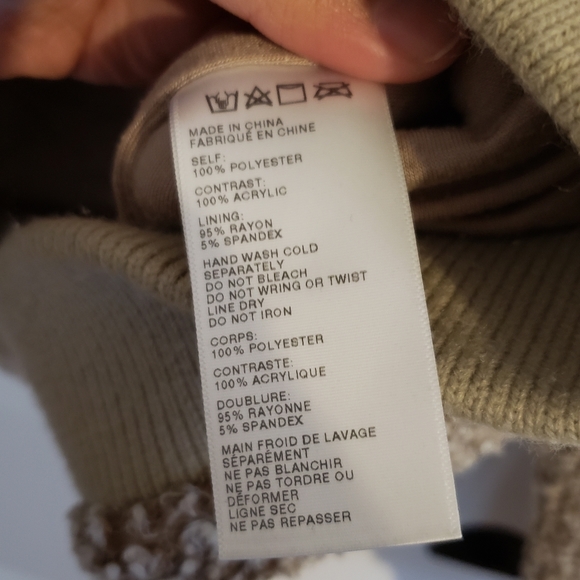 MADE IN CHINA
FABRIQUÉ EN CHINE
SELF:
100% POLYESTER
CONTRAST:
100% ACRYLIC
LINING:
95% RAYON
5% SPANDEX
HAND WASH COLD
SEPARATELY
DO NOT BLEACH
DO NOT WRING OR TWIST
LINE DRY
DO NOT IRON
CORPS:
100% POLYESTER
CONTRASTE:
100% ACRYLIQUE
DOUBLURE:
95% RAYONNE
5% SPANDEX
MAIN FROID DE LAVAGE
SÉPARÉMENT
NE PAS BLANCHIR
NE PAS TORDRE OU
DÉFORMER
LIGNE SEC
NE PAS REPASSER